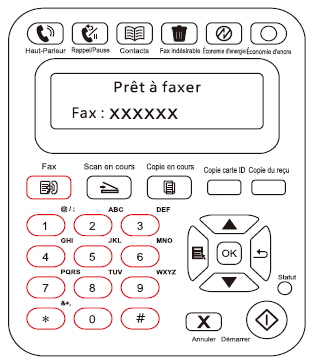 Haut-Parleur Rappel/Pause Contacts Fax Indésirable Économie d'energie Économie d'encre
Prêt à faxer
Fax : XXXXXX
Fax Scan en cours Copie en cours Copie carte ID Copie du reçu
@ / : ABC DEF
1 2 3
GHI JKL MNO
4 5 6
OK
PQRS TUV WXYZ
7 8 9
Statut
&+,
* 0 #
X
Annuler Démarrer